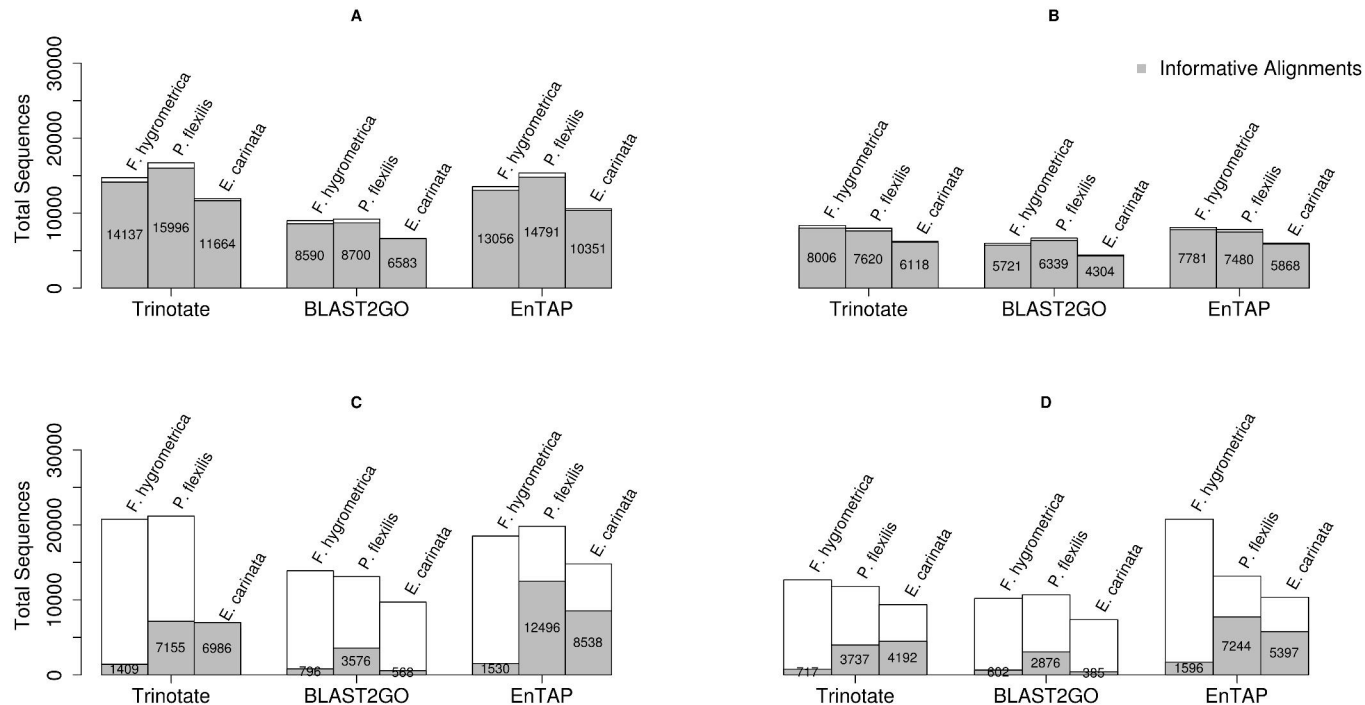 A
Total Sequences
30000
20000
10000
0
F. hygrometrica
P. flexilis
E. carinata
14137
15996
11664
F. hygrometrica
P. flexilis
E. carinata
8590
8700
6583
F. hygrometrica
P. flexilis
E. carinata
13056
14791
10351
Trinotate
BLAST2GO
EnTAP
B
Informative Alignments
F. hygrometrica
P. flexilis
E. carinata
8006
7620
6118
F. hygrometrica
P. flexilis
E. carinata
5721
6339
4304
F. hygrometrica
P. flexilis
E. carinata
7781
7480
5868
Trinotate
BLAST2GO
EnTAP
C
Total Sequences
30000
20000
10000
0
F. hygrometrica
P. flexilis
E. carinata
1409
7155
6986
F. hygrometrica
P. flexilis
E. carinata
796
3576
568
F. hygrometrica
P. flexilis
E. carinata
1530
12496
8538
Trinotate
BLAST2GO
EnTAP
D
F. hygrometrica
P. flexilis
E. carinata
717
3737
4192
F. hygrometrica
P. flexilis
E. carinata
602
2876
385
F. hygrometrica
P. flexilis
E. carinata
1596
7244
5397
Trinotate
BLAST2GO
EnTAP